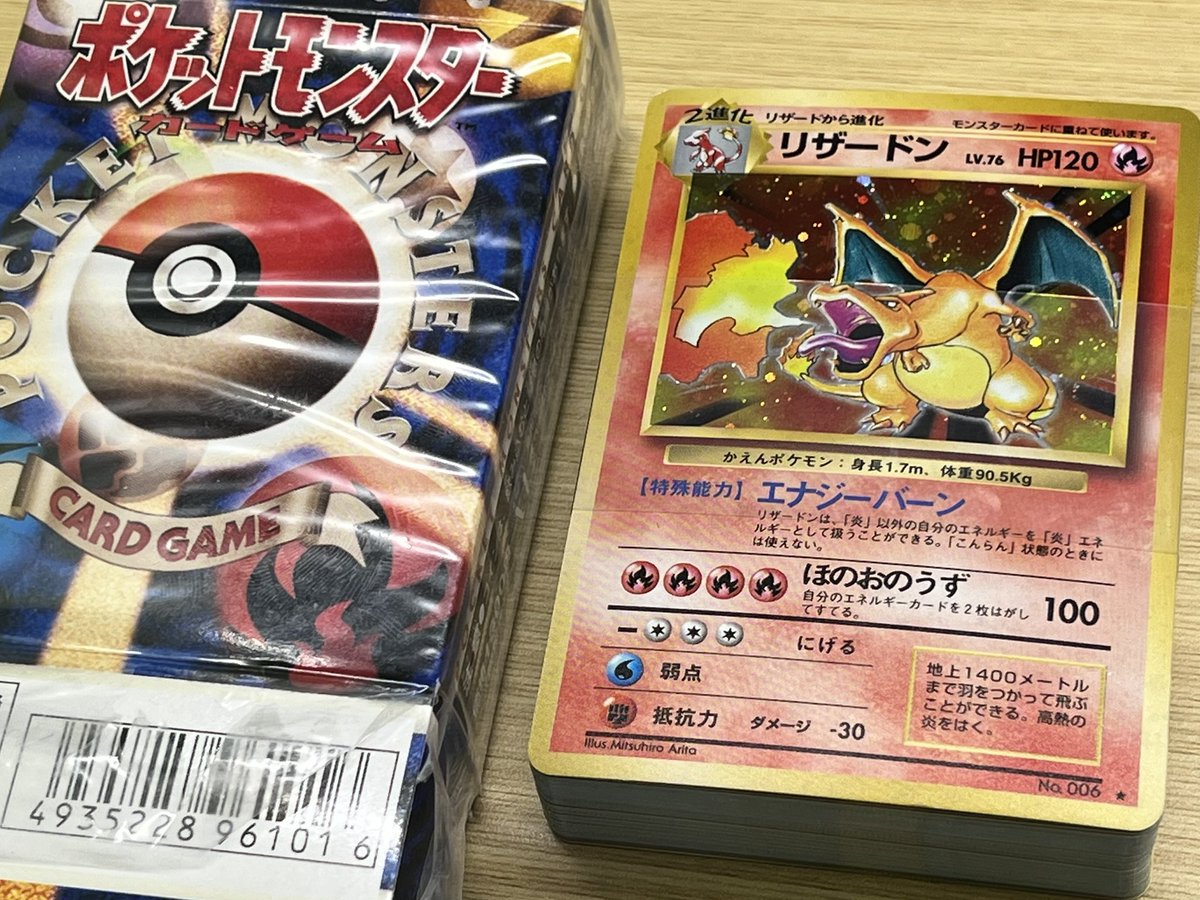 ポケットモンスター
カードゲーム
TM
POCKET MONSTERS
CARD GAME
4935228961016
2進化
リザードから進化
モンスターカードに重ねて使います。
リザードン LV.76 HP120
かえんポケモン：身長1.7m、体重90.5Kg
【特殊能力】エナジーバーン
リザードンは、「炎」以外の自分のエネルギーを「炎」エネ
ルギーとして扱うことができる。「こんらん」状態のときに
は使えない。
ほのおのうず
自分のエネルギーカードを2枚はがし
てすてる。
100
にげる
弱点
抵抗力 ダメージ -30
地上1400メートル
まで羽をつかって飛ぶ
ことができる。高熱の
炎をはく。
Illus.Mitsuhiro Arita
No.006 ★